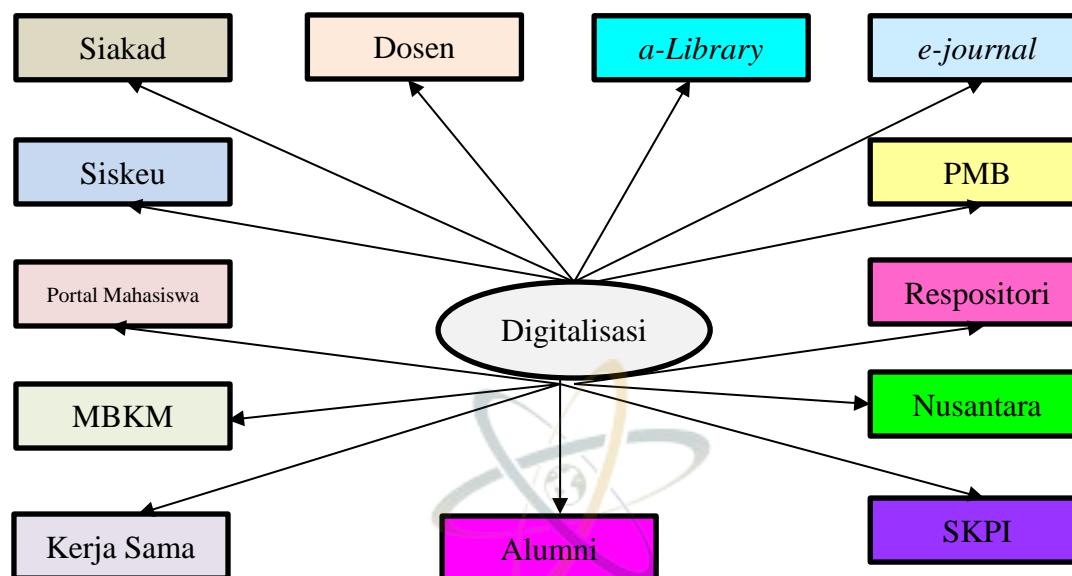 Siakad
Dosen
a-Library
e-journal
Siskeu
PMB
Portal Mahasiswa
Respositori
Digitalisasi
MBKM
Nusantara
Kerja Sama
Alumni
SKPI